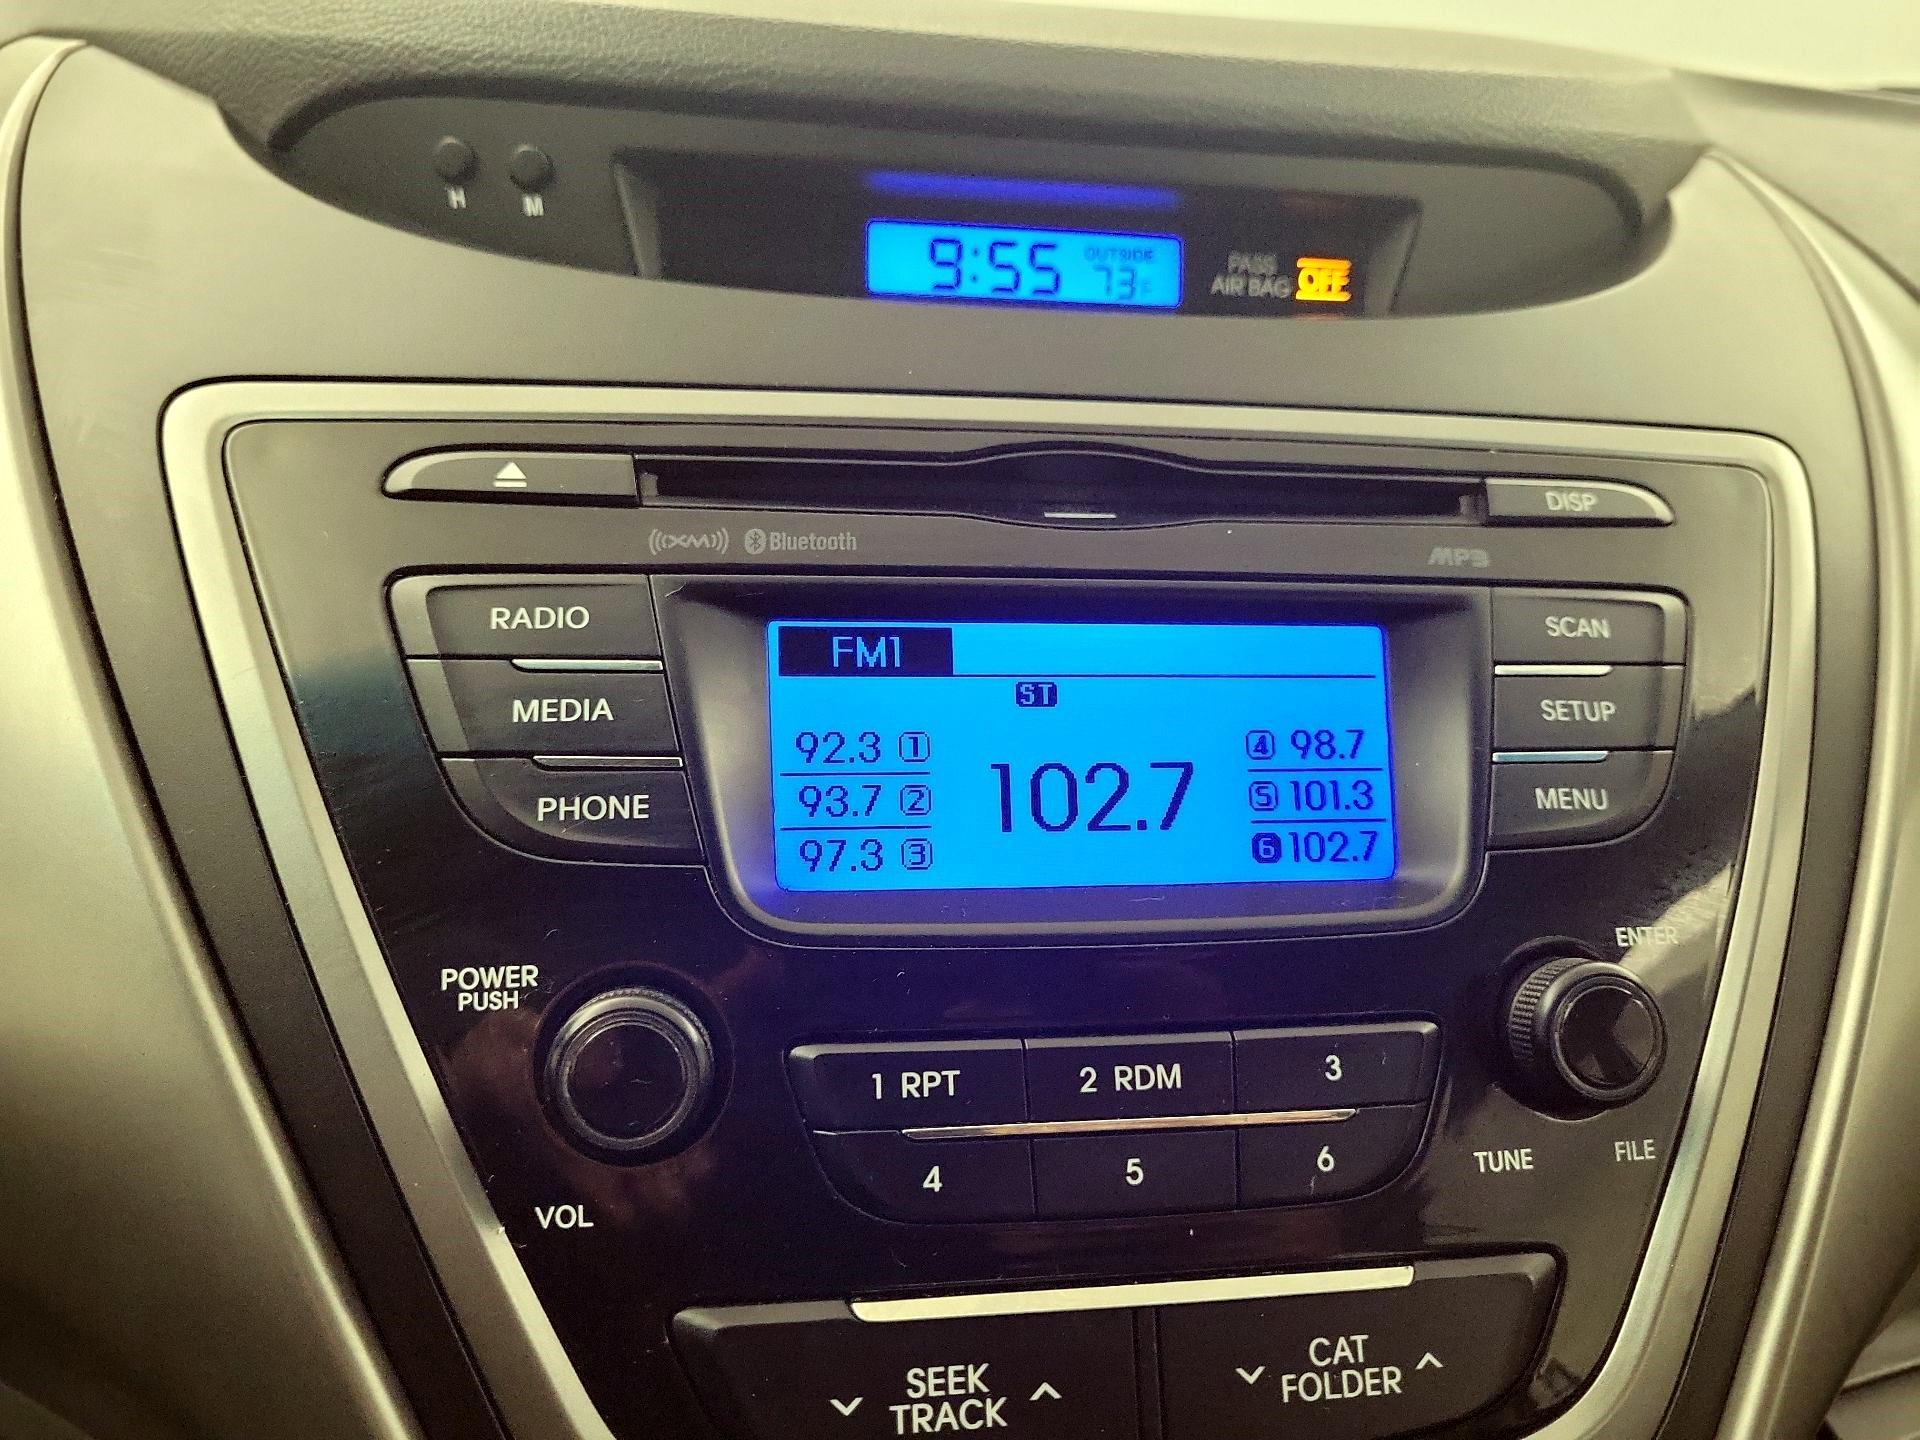 H M
9:55
OUTSIDE
73
PASS
AIR BAG OFF
DISP
((XM)) Bluetooth
MP3
RADIO
MEDIA
PHONE
FM1
ST
92.3 1
93.7 2
97.3 3
102.7
4 98.7
5 101.3
6 102.7
SCAN
SETUP
MENU
POWER
PUSH
VOL
ENTER
TUNE
FILE
1 RPT
2 RDM
3
4
5
6
SEEK
TRACK
CAT
FOLDER